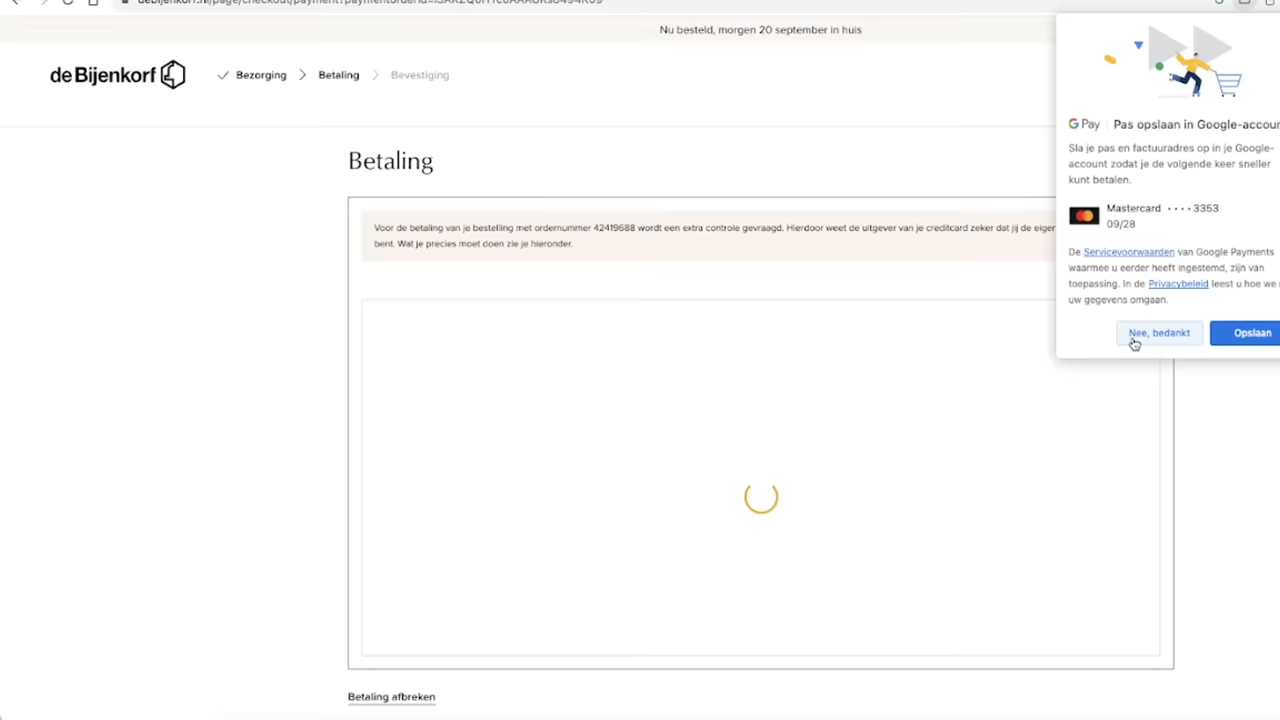 Nu besteld, morgen 20 september in huis
de Bijenkorf
Bezorging
Betaling
Bevestiging
Betaling
Voor de betaling van je bestelling met ordernummer 42419688 wordt een extra controle gevraagd. Hierdoor weet de uitgever van je creditcard zeker dat jij de
bent. Wat je precies moet doen zie je hieronder.
Betaling afbreken
G Pay
Pas opslaan in
Sla je pas en factuuradres op in je Google-
account zodat je de volgende keer sneller
kunt betalen.
Mastercard •••• 3353
09/28
De Servicevoorwaarden van Google Payments
waarmee u eerder heeft ingestemd, zijn van
toepassing. In de Privacybeleid leest u hoe we
uw gegevens omgaan.
Nee, bedankt
Opslaan